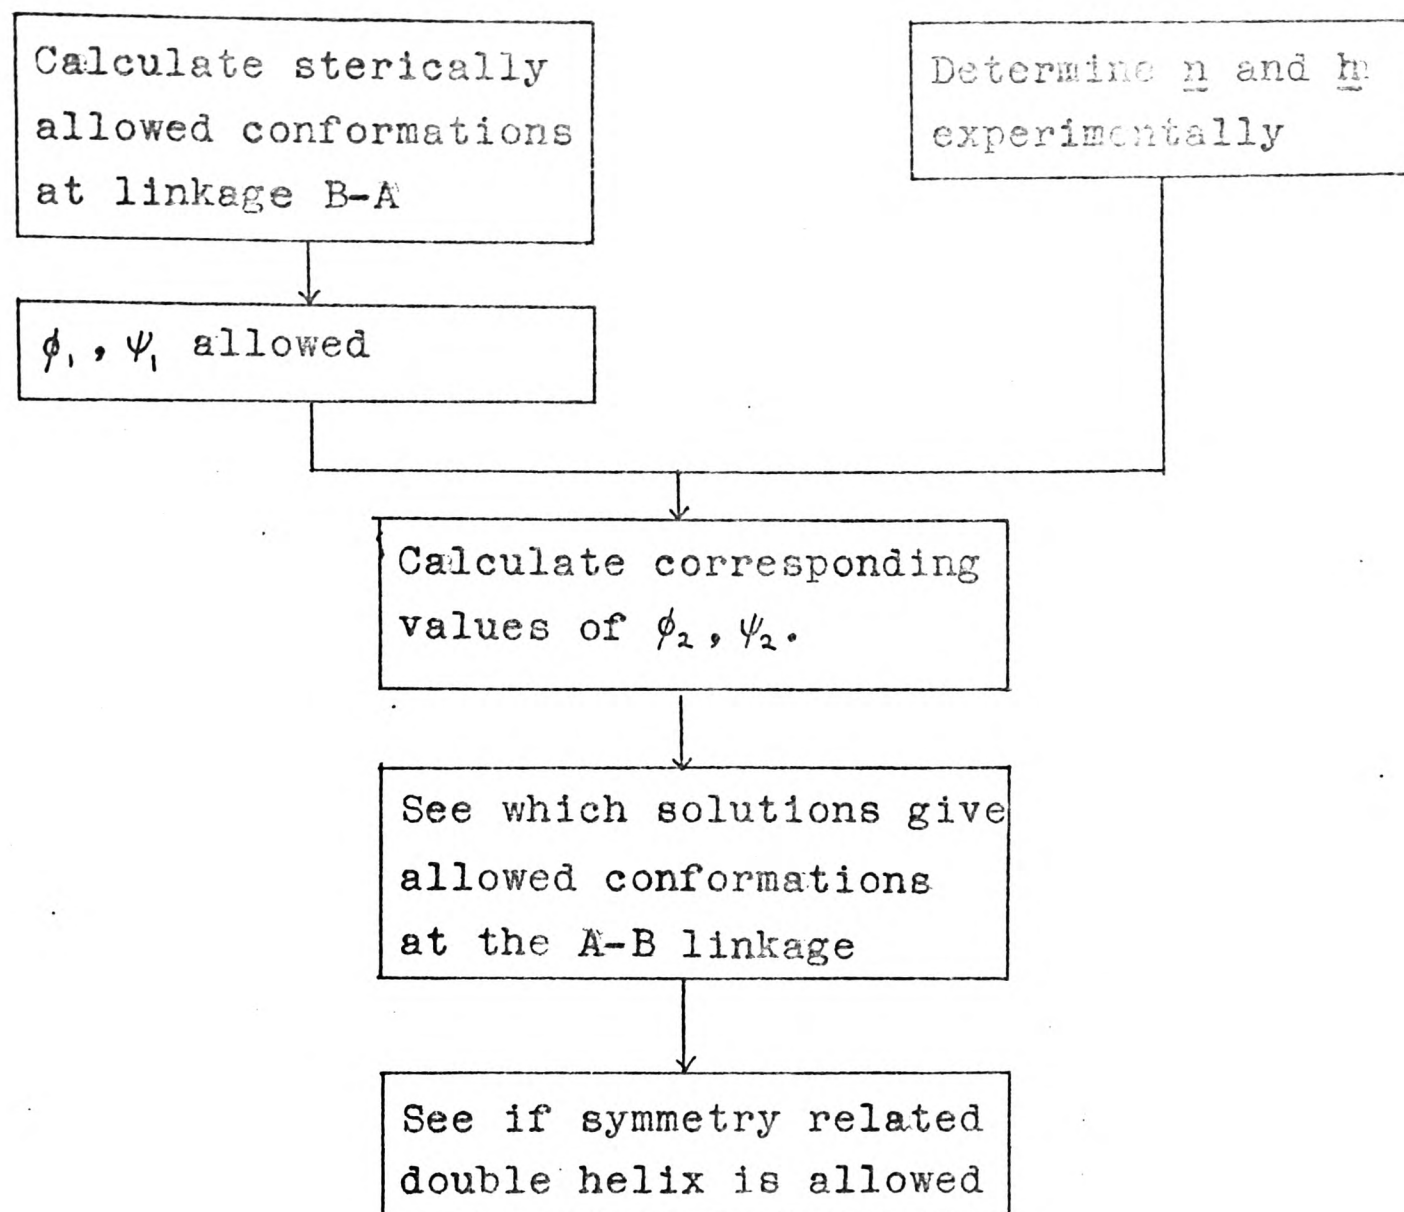 Calculate sterically
allowed conformations
at linkage B-A
Determine n and h
experimentally
ϕ₁, ψ₁ allowed
Calculate corresponding
values of ϕ₂, ψ₂.
See which solutions give
allowed conformations
at the A-B linkage
See if symmetry related
double helix is allowed